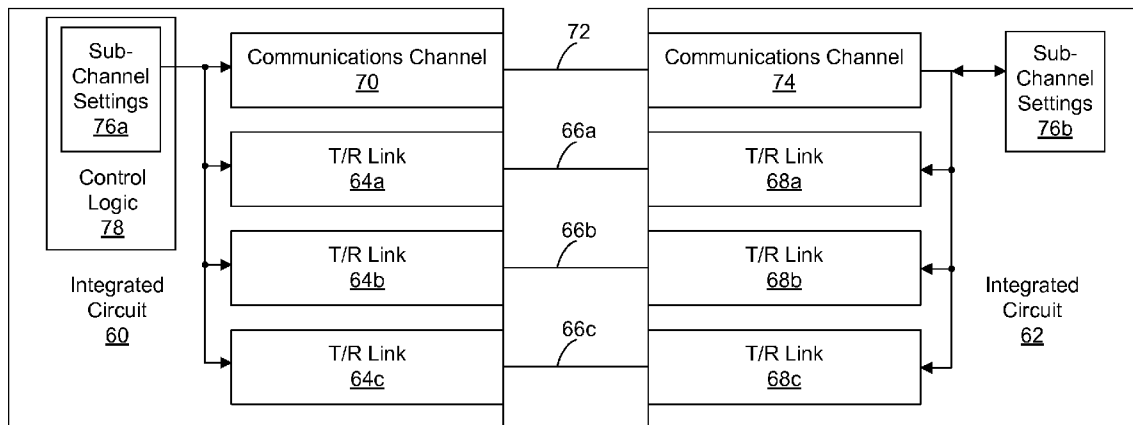 Sub-
Channel
Settings
76a
Control
Logic
78
Integrated
Circuit
60
Communications Channel
70
T/R Link
64a
T/R Link
64b
T/R Link
64c
72
66a
66b
66c
Communications Channel
74
T/R Link
68a
T/R Link
68b
T/R Link
68c
Sub-
Channel
Settings
76b
Integrated
Circuit
62